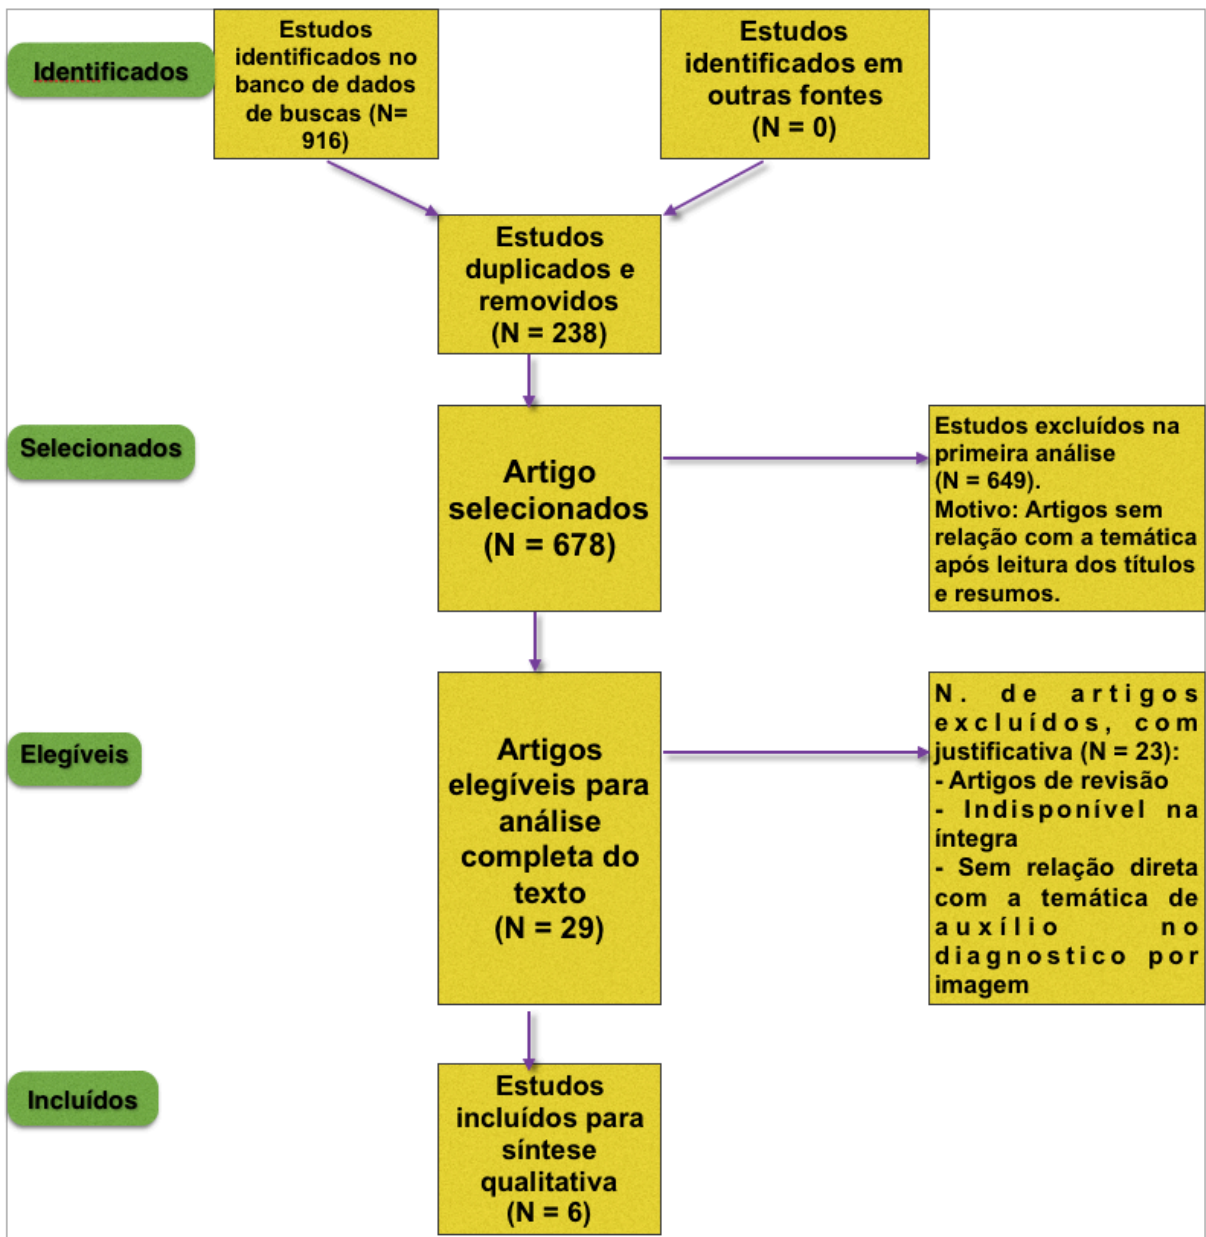 Identificados
Estudos
identificados no
banco de dados
de buscas (N=
916)
Estudos
identificados em
outras fontes
(N = 0)
Estudos
duplicados e
removidos
(N = 238)
Selecionados
Artigo
selecionados
(N = 678)
Estudos excluídos na
primeira análise
(N = 649).
Motivo: Artigos sem
relação com a temática
após leitura dos títulos
e resumos.
Elegíveis
Artigos
elegíveis para
análise
completa do
texto
(N = 29)
N. de artigos
excluídos, com
justificativa (N = 23):
- Artigos de revisão
- Indisponível na
íntegra
- Sem relação direta
com a temática de
auxílio no
diagnostico por
imagem
Incluídos
Estudos
incluídos para
síntese
qualitativa
(N = 6)